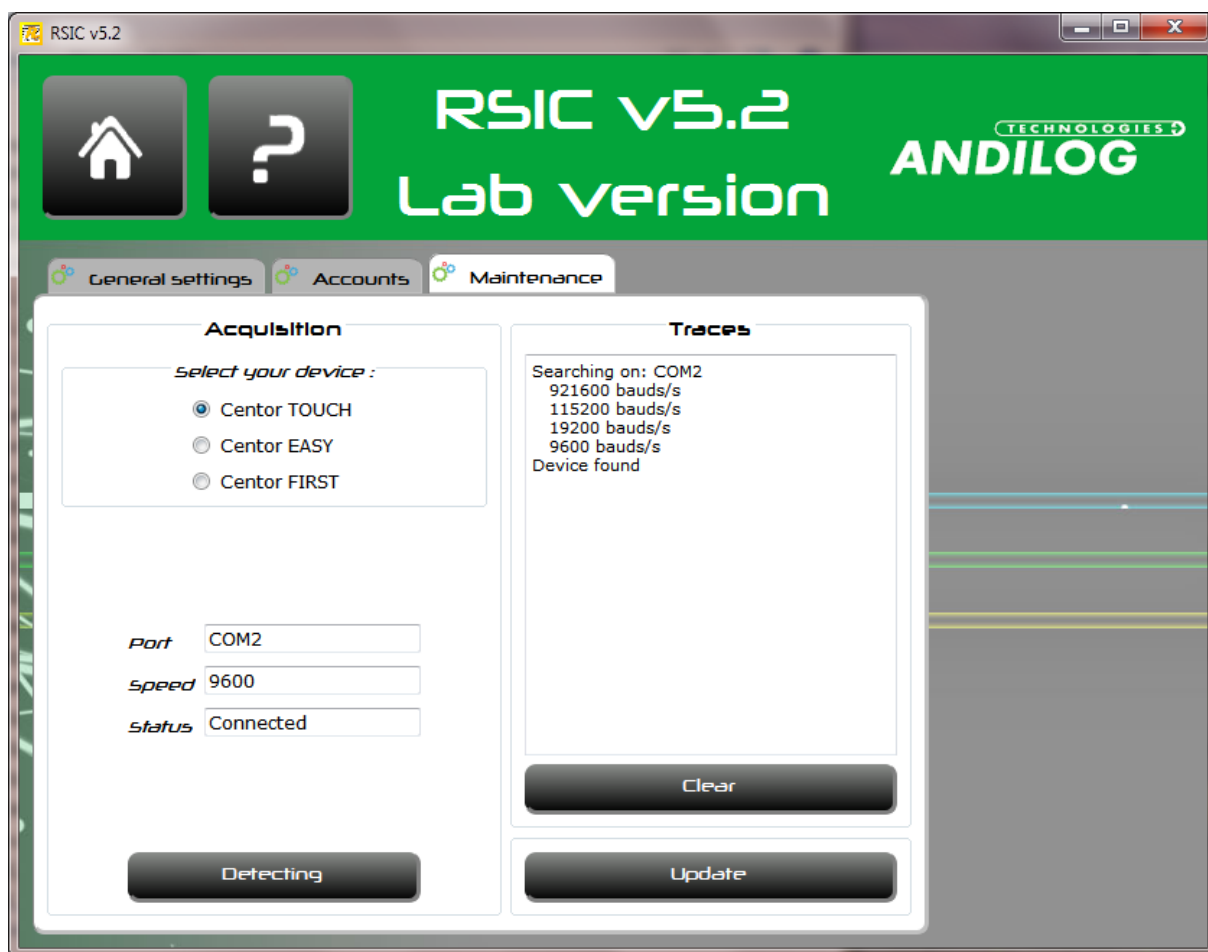 RSIC v5.2
RSIC v5.2
Lab version
TECHNOLOGIES
ANDILOG
General settings
Accounts
Maintenance
Acquisition
Select your device :
Centor TOUCH
Centor EASY
Centor FIRST
Port
COM2
Speed
9600
Status
Connected
Detecting
Traces
Searching on: COM2
921600 bauds/s
115200 bauds/s
19200 bauds/s
9600 bauds/s
Device found
Clear
Update